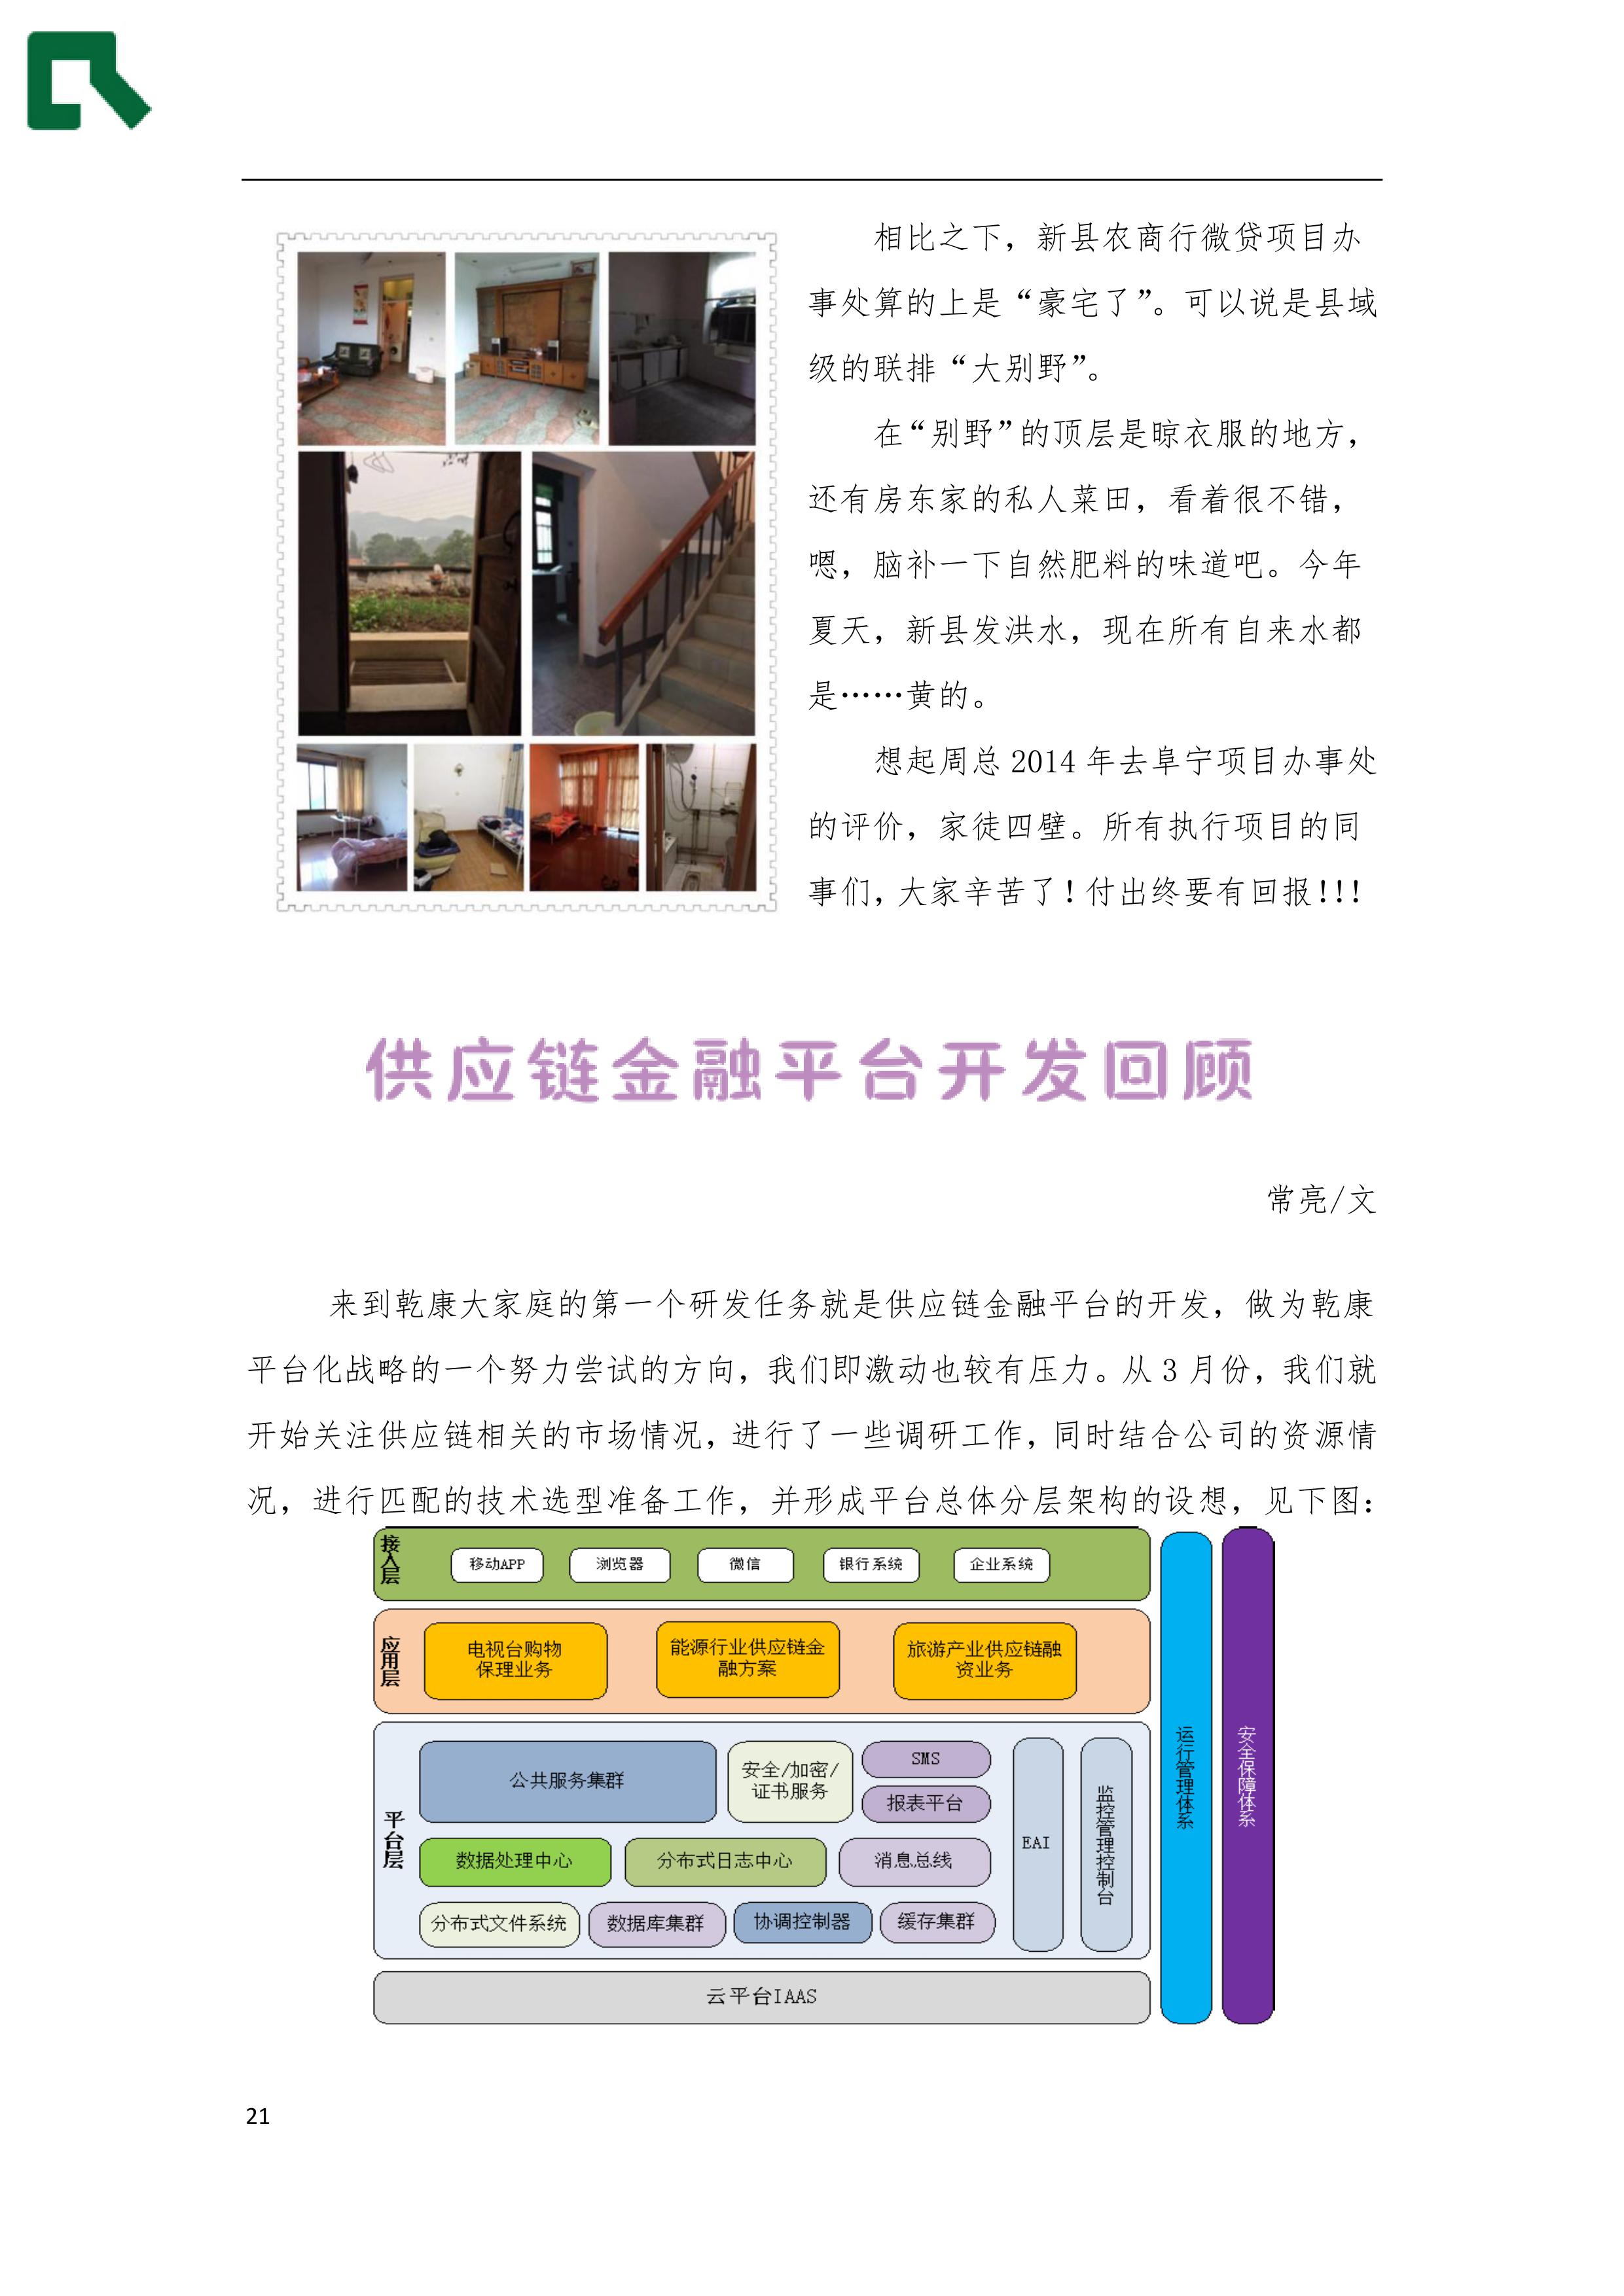 相比之下，新县农商行微贷项目办
事处算的上是“豪宅了”。可以说是县域
级的联排“大别野”。
在“别野”的顶层是晾衣服的地方，
还有房东家的私人菜田，看着很不错，
嗯，脑补一下自然肥料的味道吧。今年
夏天，新县发洪水，现在所有自来水都
是……黄的。
想起周总 2014 年去阜宁项目办事处
的评价，家徒四壁。所有执行项目的同
事们，大家辛苦了！付出终要有回报！！！
供应链金融平台开发回顾
常亮/文
来到乾康大家庭的第一个研发任务就是供应链金融平台的开发，做为乾康
平台化战略的一个努力尝试的方向，我们即激动也较有压力。从 3 月份，我们就
开始关注供应链相关的市场情况，进行了一些调研工作，同时结合公司的资源情
况，进行匹配的技术选型准备工作，并形成平台总体分层架构的设想，见下图：
接入层
移动APP
浏览器
微信
银行系统
企业系统
应用层
电视台购物
保理业务
能源行业供应链金
融方案
旅游产业供应链融
资业务
平台层
公共服务集群
安全/加密/
证书服务
SMS
报表平台
数据处理中心
分布式日志中心
消息总线
分布式文件系统
数据库集群
协调控制器
缓存集群
EAI
监控管理控制台
云平台IAAS
运行管理体系
安全保障体系
21